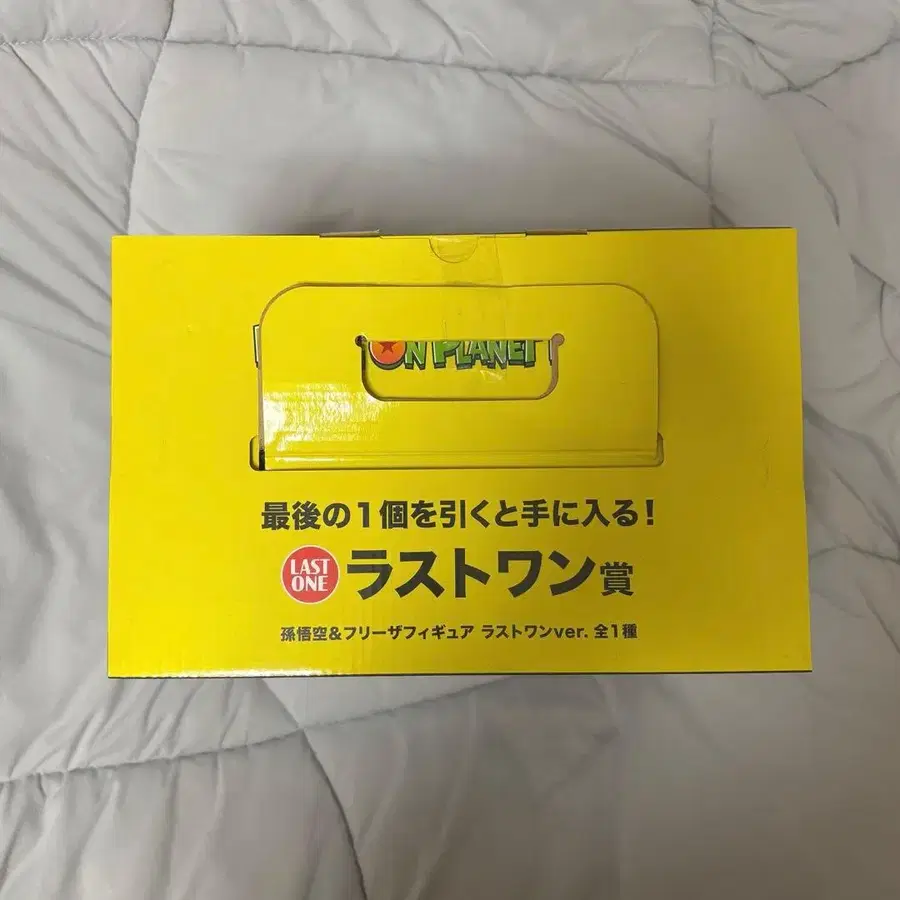 ON PLANET
最後の1個を引くと手に入る!
LAST
ONE
ラストワン賞
孫悟空&フリーザフィギュア ラストワンver. 全1種